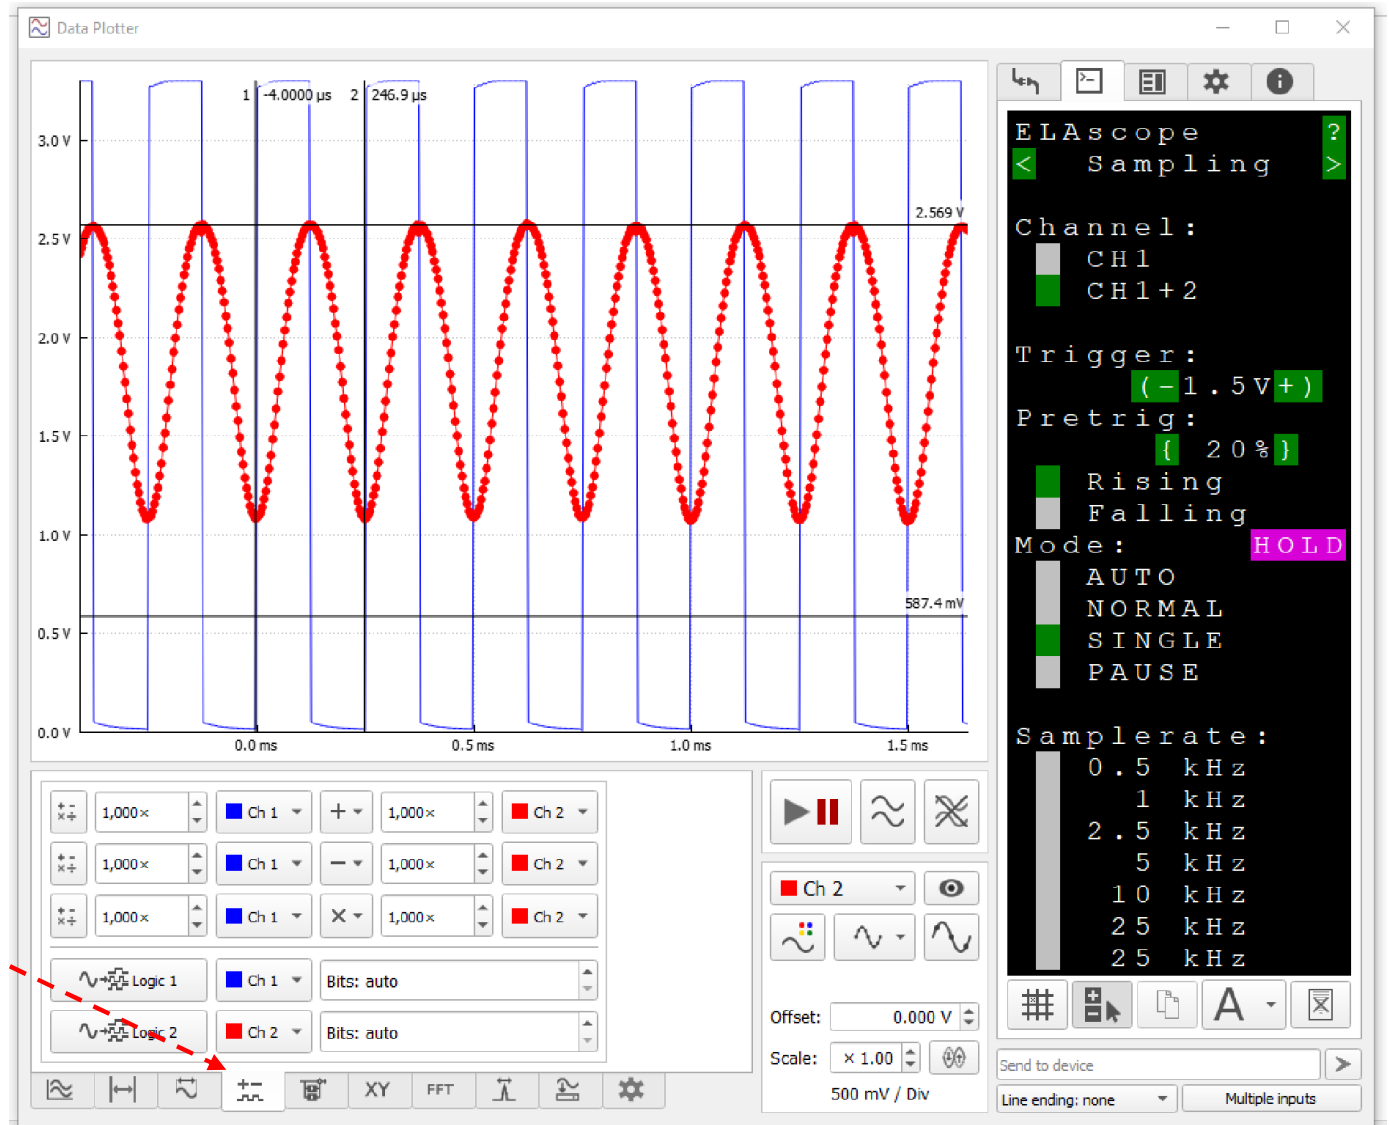 Data Plotter
1 -4.0000 µs 2 246.9 µs
3.0 V
2.569 V
2.5 V
2.0 V
1.5 V
1.0 V
587.4 mV
0.5 V
0.0 V
0.0 ms 0.5 ms 1.0 ms 1.5 ms
ELAscope ?
< Sampling >
Channel:
CH1
CH1+2
Trigger:
(-1.5V+)
Pretrig:
{ 20%}
Rising
Falling
Mode: HOLD
AUTO
NORMAL
SINGLE
PAUSE
Samplerate:
0.5 kHz
1 kHz
2.5 kHz
5 kHz
10 kHz
25 kHz
25 kHz
1,000× Ch 1 + 1,000× Ch 2
1,000× Ch 1 − 1,000× Ch 2
1,000× Ch 1 × 1,000× Ch 2
Logic 1 Ch 1 Bits: auto
Logic 2 Ch 2 Bits: auto
XY FFT
Ch 2
Offset: 0.000 V
Scale: × 1.00
500 mV / Div
A
Send to device
Line ending: none Multiple inputs